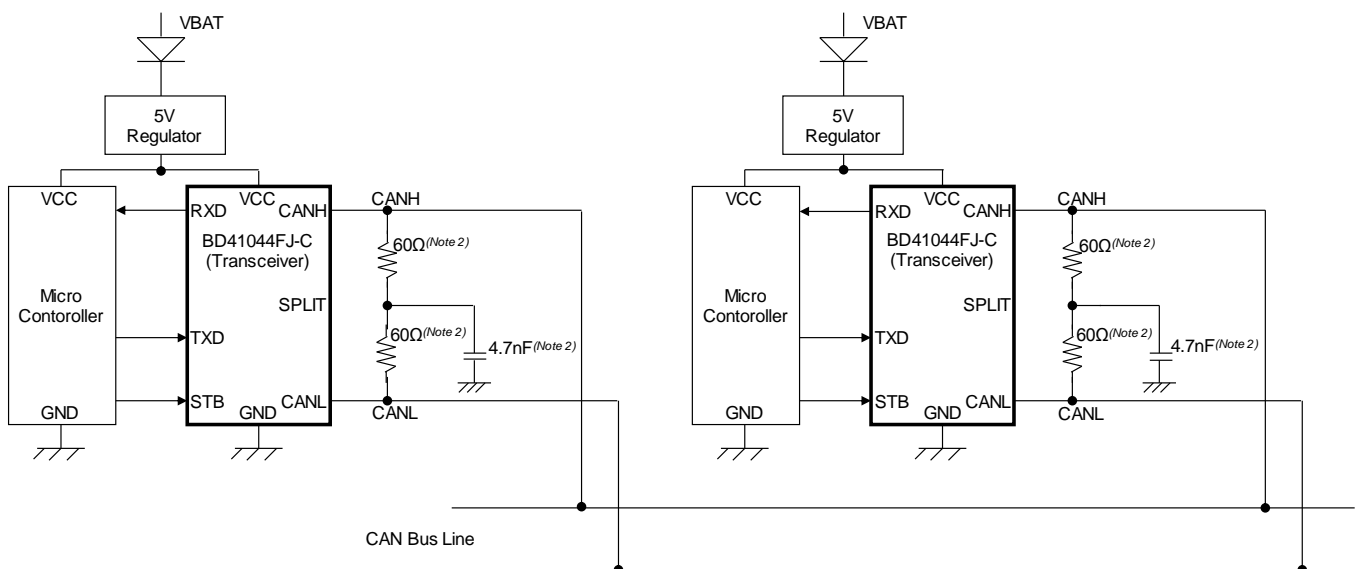 VBAT
5V
Regulator
VCC
VCC
RXD
CANH
CANH
BD41044FJ-C
(Transceiver)
60Ω(Note 2)
Micro
Contoroller
SPLIT
TXD
60Ω(Note 2)
4.7nF(Note 2)
STB
CANL
CANL
GND
GND
VBAT
5V
Regulator
VCC
VCC
RXD
CANH
CANH
BD41044FJ-C
(Transceiver)
60Ω(Note 2)
Micro
Contoroller
SPLIT
TXD
60Ω(Note 2)
4.7nF(Note 2)
STB
CANL
CANL
GND
GND
CAN Bus Line